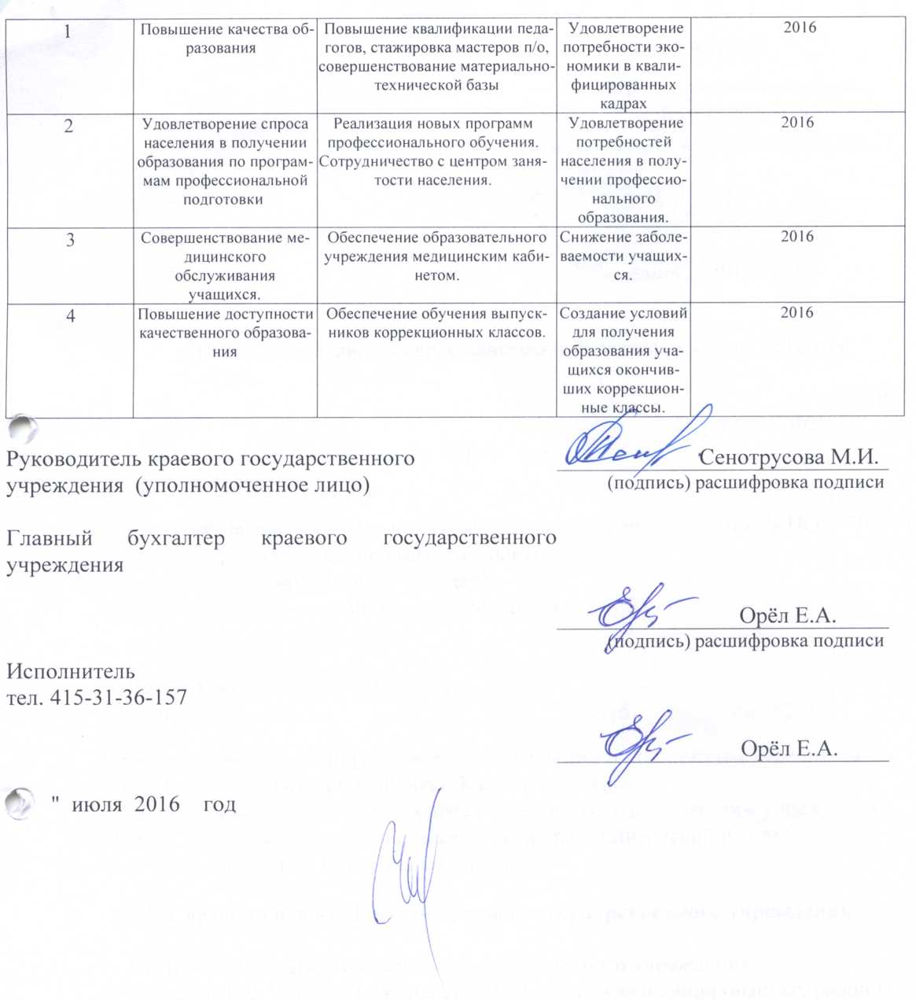 1
Повышение качества об-
разования
Повышение квалификации педа-
гогов, стажировка мастеров п/о,
совершенствование материально-
технической базы
Удовлетворение
потребности эко-
номики в квали-
фицированных
кадрах
2016
2
Удовлетворение спроса
населения в получении
образования по програм-
мам профессиональной
подготовки
Реализация новых программ
профессионального обучения.
Сотрудничество с центром заня-
тости населения.
Удовлетворение
потребностей
населения в полу-
чении профессио-
нального
образования.
2016
3
Совершенствование ме-
дицинского
обслуживания
учащихся.
Обеспечение образовательного
учреждения медицинским каби-
нетом.
Снижение заболе-
ваемости учащих-
ся.
2016
4
Повышение доступности
качественного образова-
ния
Обеспечение обучения выпуск-
ников коррекционных классов.
Создание условий
для получения
образования уча-
щихся окончив-
ших коррекцион-
ные классы.
2016
Руководитель краевого государственного
учреждения (уполномоченное лицо)
Сенотрусова М.И.
(подпись) расшифровка подписи
Главный бухгалтер краевого государственного
учреждения
Орёл Е.А.
(подпись) расшифровка подписи
Исполнитель
тел. 415-31-36-157
Орёл Е.А.
" июля 2016 год